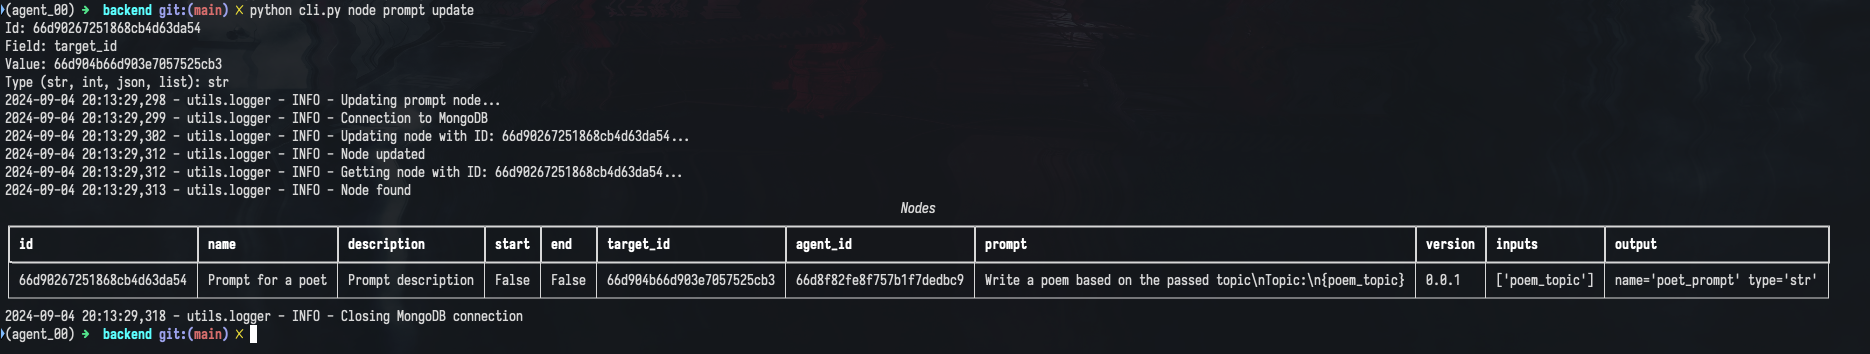 (agent_00) → backend git:(main) ✗ python cli.py node prompt update
Id: 66d90267251868cb4d63da54
Field: target_id
Value: 66d904b66d903e7057525cb3
Type (str, int, json, list): str
2024-09-04 20:13:29,298 - utils.logger - INFO - Updating prompt node...
2024-09-04 20:13:29,299 - utils.logger - INFO - Connection to MongoDB
2024-09-04 20:13:29,302 - utils.logger - INFO - Updating node with ID: 66d90267251868cb4d63da54...
2024-09-04 20:13:29,312 - utils.logger - INFO - Node updated
2024-09-04 20:13:29,312 - utils.logger - INFO - Getting node with ID: 66d90267251868cb4d63da54...
2024-09-04 20:13:29,313 - utils.logger - INFO - Node found
Nodes
id name description start end target_id agent_id prompt version inputs output
66d90267251868cb4d63da54 Prompt for a poet Prompt description False False 66d904b66d903e7057525cb3 66d8f82fe8f757b1f7dedbc9 Write a poem based on the passed topic\nTopic:\n{poem_topic} 0.0.1 ['poem_topic'] name='poet_prompt' type='str'
2024-09-04 20:13:29,318 - utils.logger - INFO - Closing MongoDB connection
(agent_00) → backend git:(main) ✗